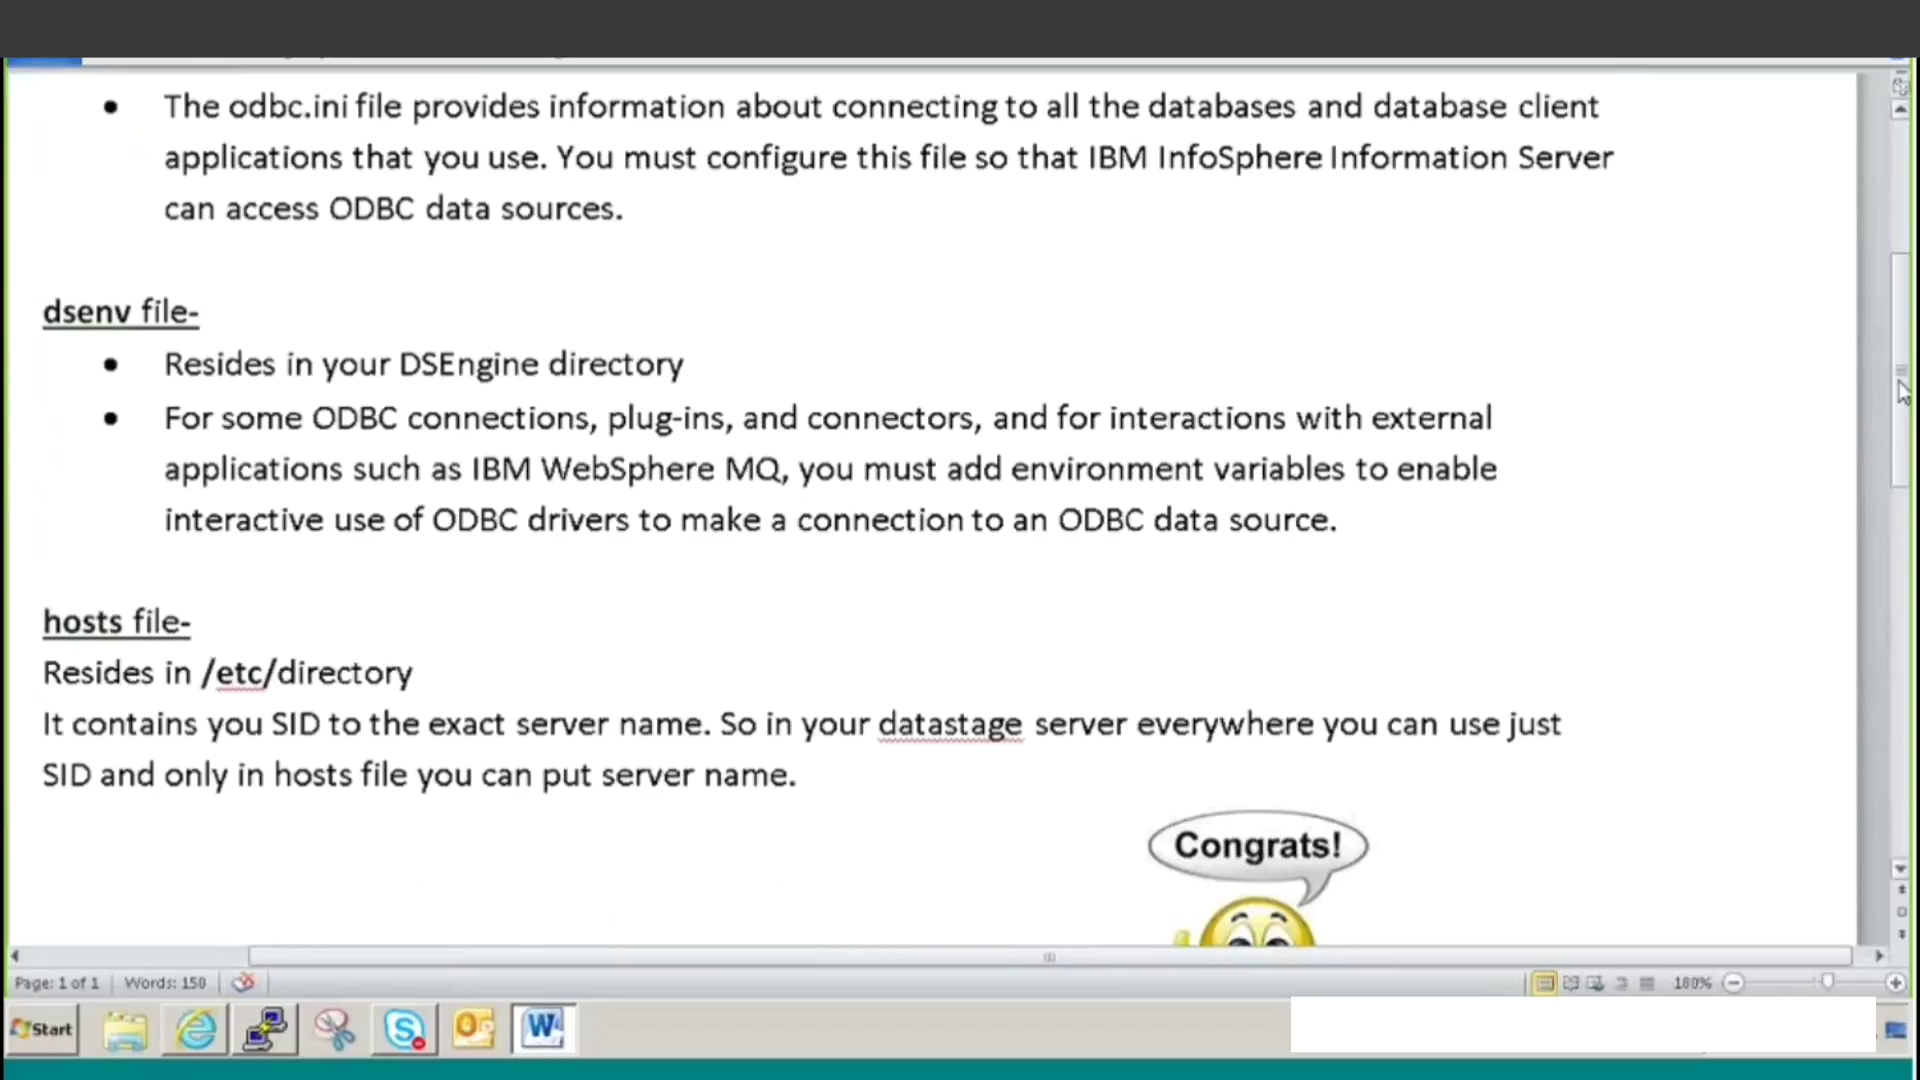 The odbc.ini file provides information about connecting to all the databases and database client
applications that you use. You must configure this file so that IBM InfoSphere Information Server
can access ODBC data sources.
dsenv file-
Resides in your DSEngine directory
For some ODBC connections, plug-ins, and connectors, and for interactions with external
applications such as IBM WebSphere MQ, you must add environment variables to enable
interactive use of ODBC drivers to make a connection to an ODBC data source.
hosts file-
Resides in /etc/directory
It contains you SID to the exact server name. So in your datastage server everywhere you can use just
SID and only in hosts file you can put server name.
Congrats!
Page: 1 of 1 Words: 150 180%
Start